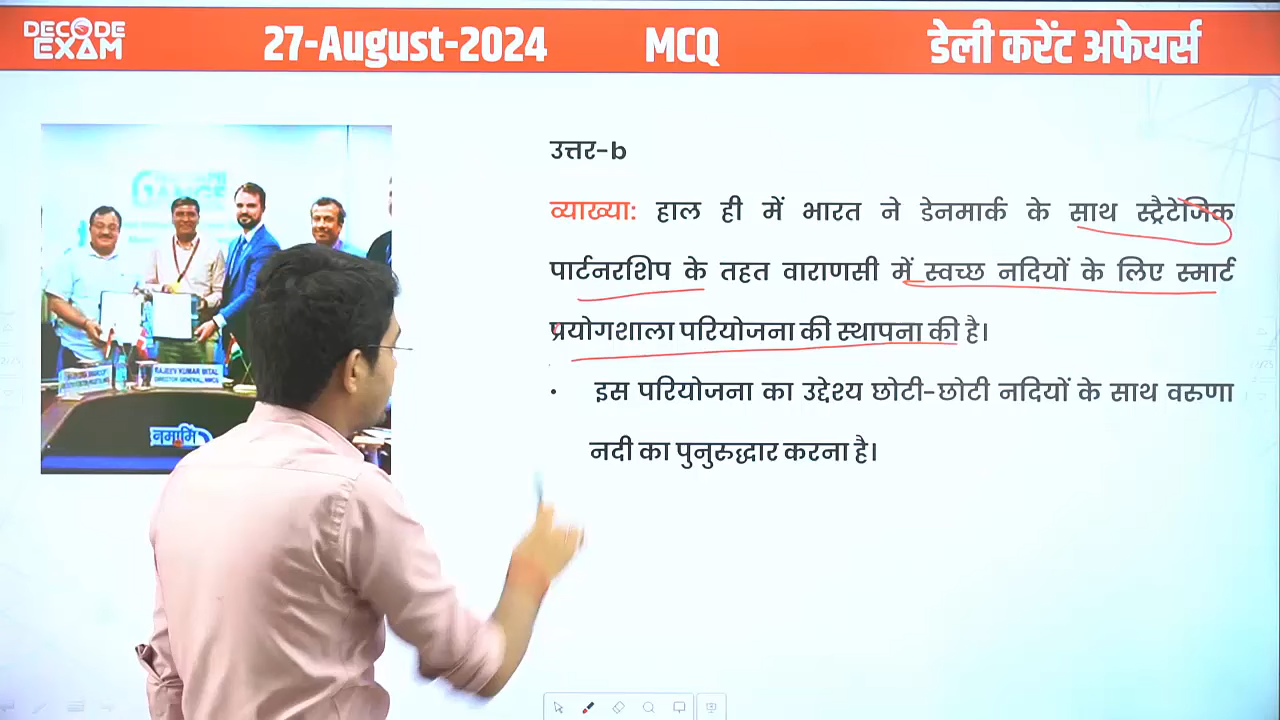 DECODE
EXAM
27-August-2024
MCQ
डेली करेंट अफेयर्स
उत्तर-b
व्याख्या: हाल ही में भारत ने डेनमार्क के साथ स्ट्रैटेजिक
पार्टनरशिप के तहत वाराणसी में स्वच्छ नदियों के लिए स्मार्ट
प्रयोगशाला परियोजना की स्थापना की है।
• इस परियोजना का उद्देश्य छोटी-छोटी नदियों के साथ वरुणा
नदी का पुनुरुद्धार करना है।
RAJEEV KUMAR MITAL
DIRECTOR GENERAL, NMCG
नमामि